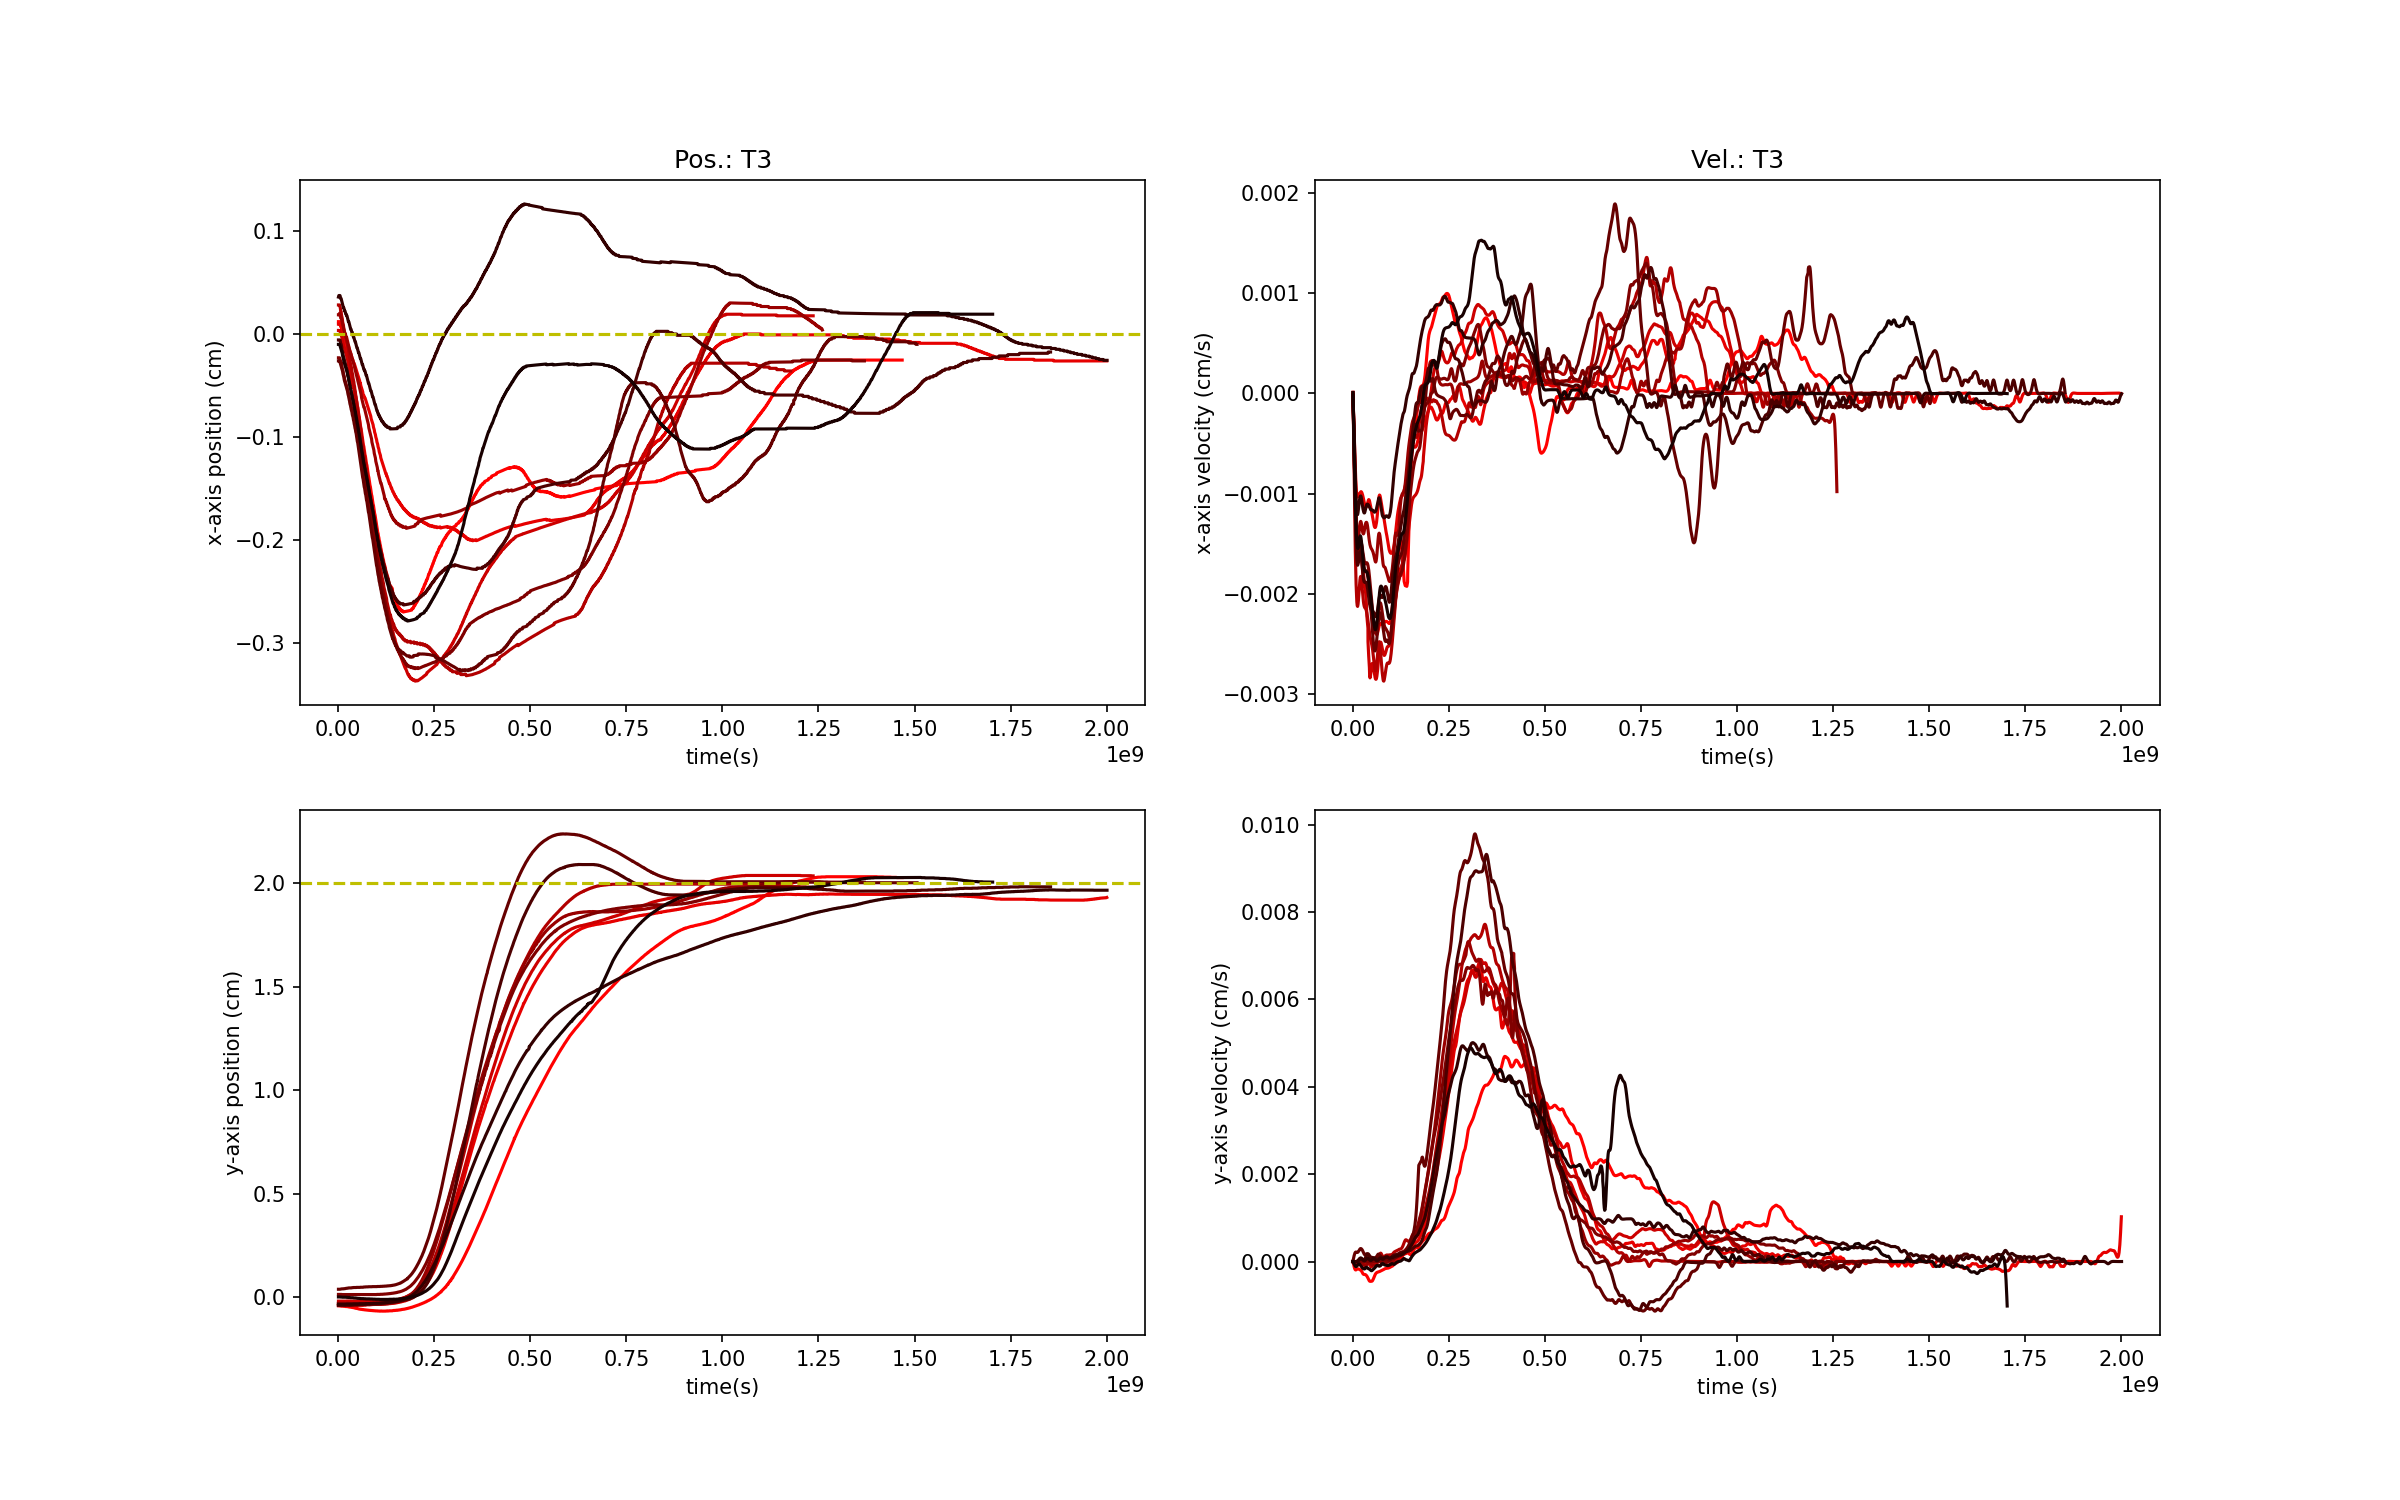 Pos.: T3
x-axis position (cm)
0.1
0.0
−0.1
−0.2
−0.3
0.00 0.25 0.50 0.75 1.00 1.25 1.50 1.75 2.00
time(s)
1e9
Vel.: T3
x-axis velocity (cm/s)
0.002
0.001
0.000
−0.001
−0.002
−0.003
0.00 0.25 0.50 0.75 1.00 1.25 1.50 1.75 2.00
time(s)
1e9
y-axis position (cm)
2.0
1.5
1.0
0.5
0.0
0.00 0.25 0.50 0.75 1.00 1.25 1.50 1.75 2.00
time(s)
1e9
y-axis velocity (cm/s)
0.010
0.008
0.006
0.004
0.002
0.000
0.00 0.25 0.50 0.75 1.00 1.25 1.50 1.75 2.00
time (s)
1e9